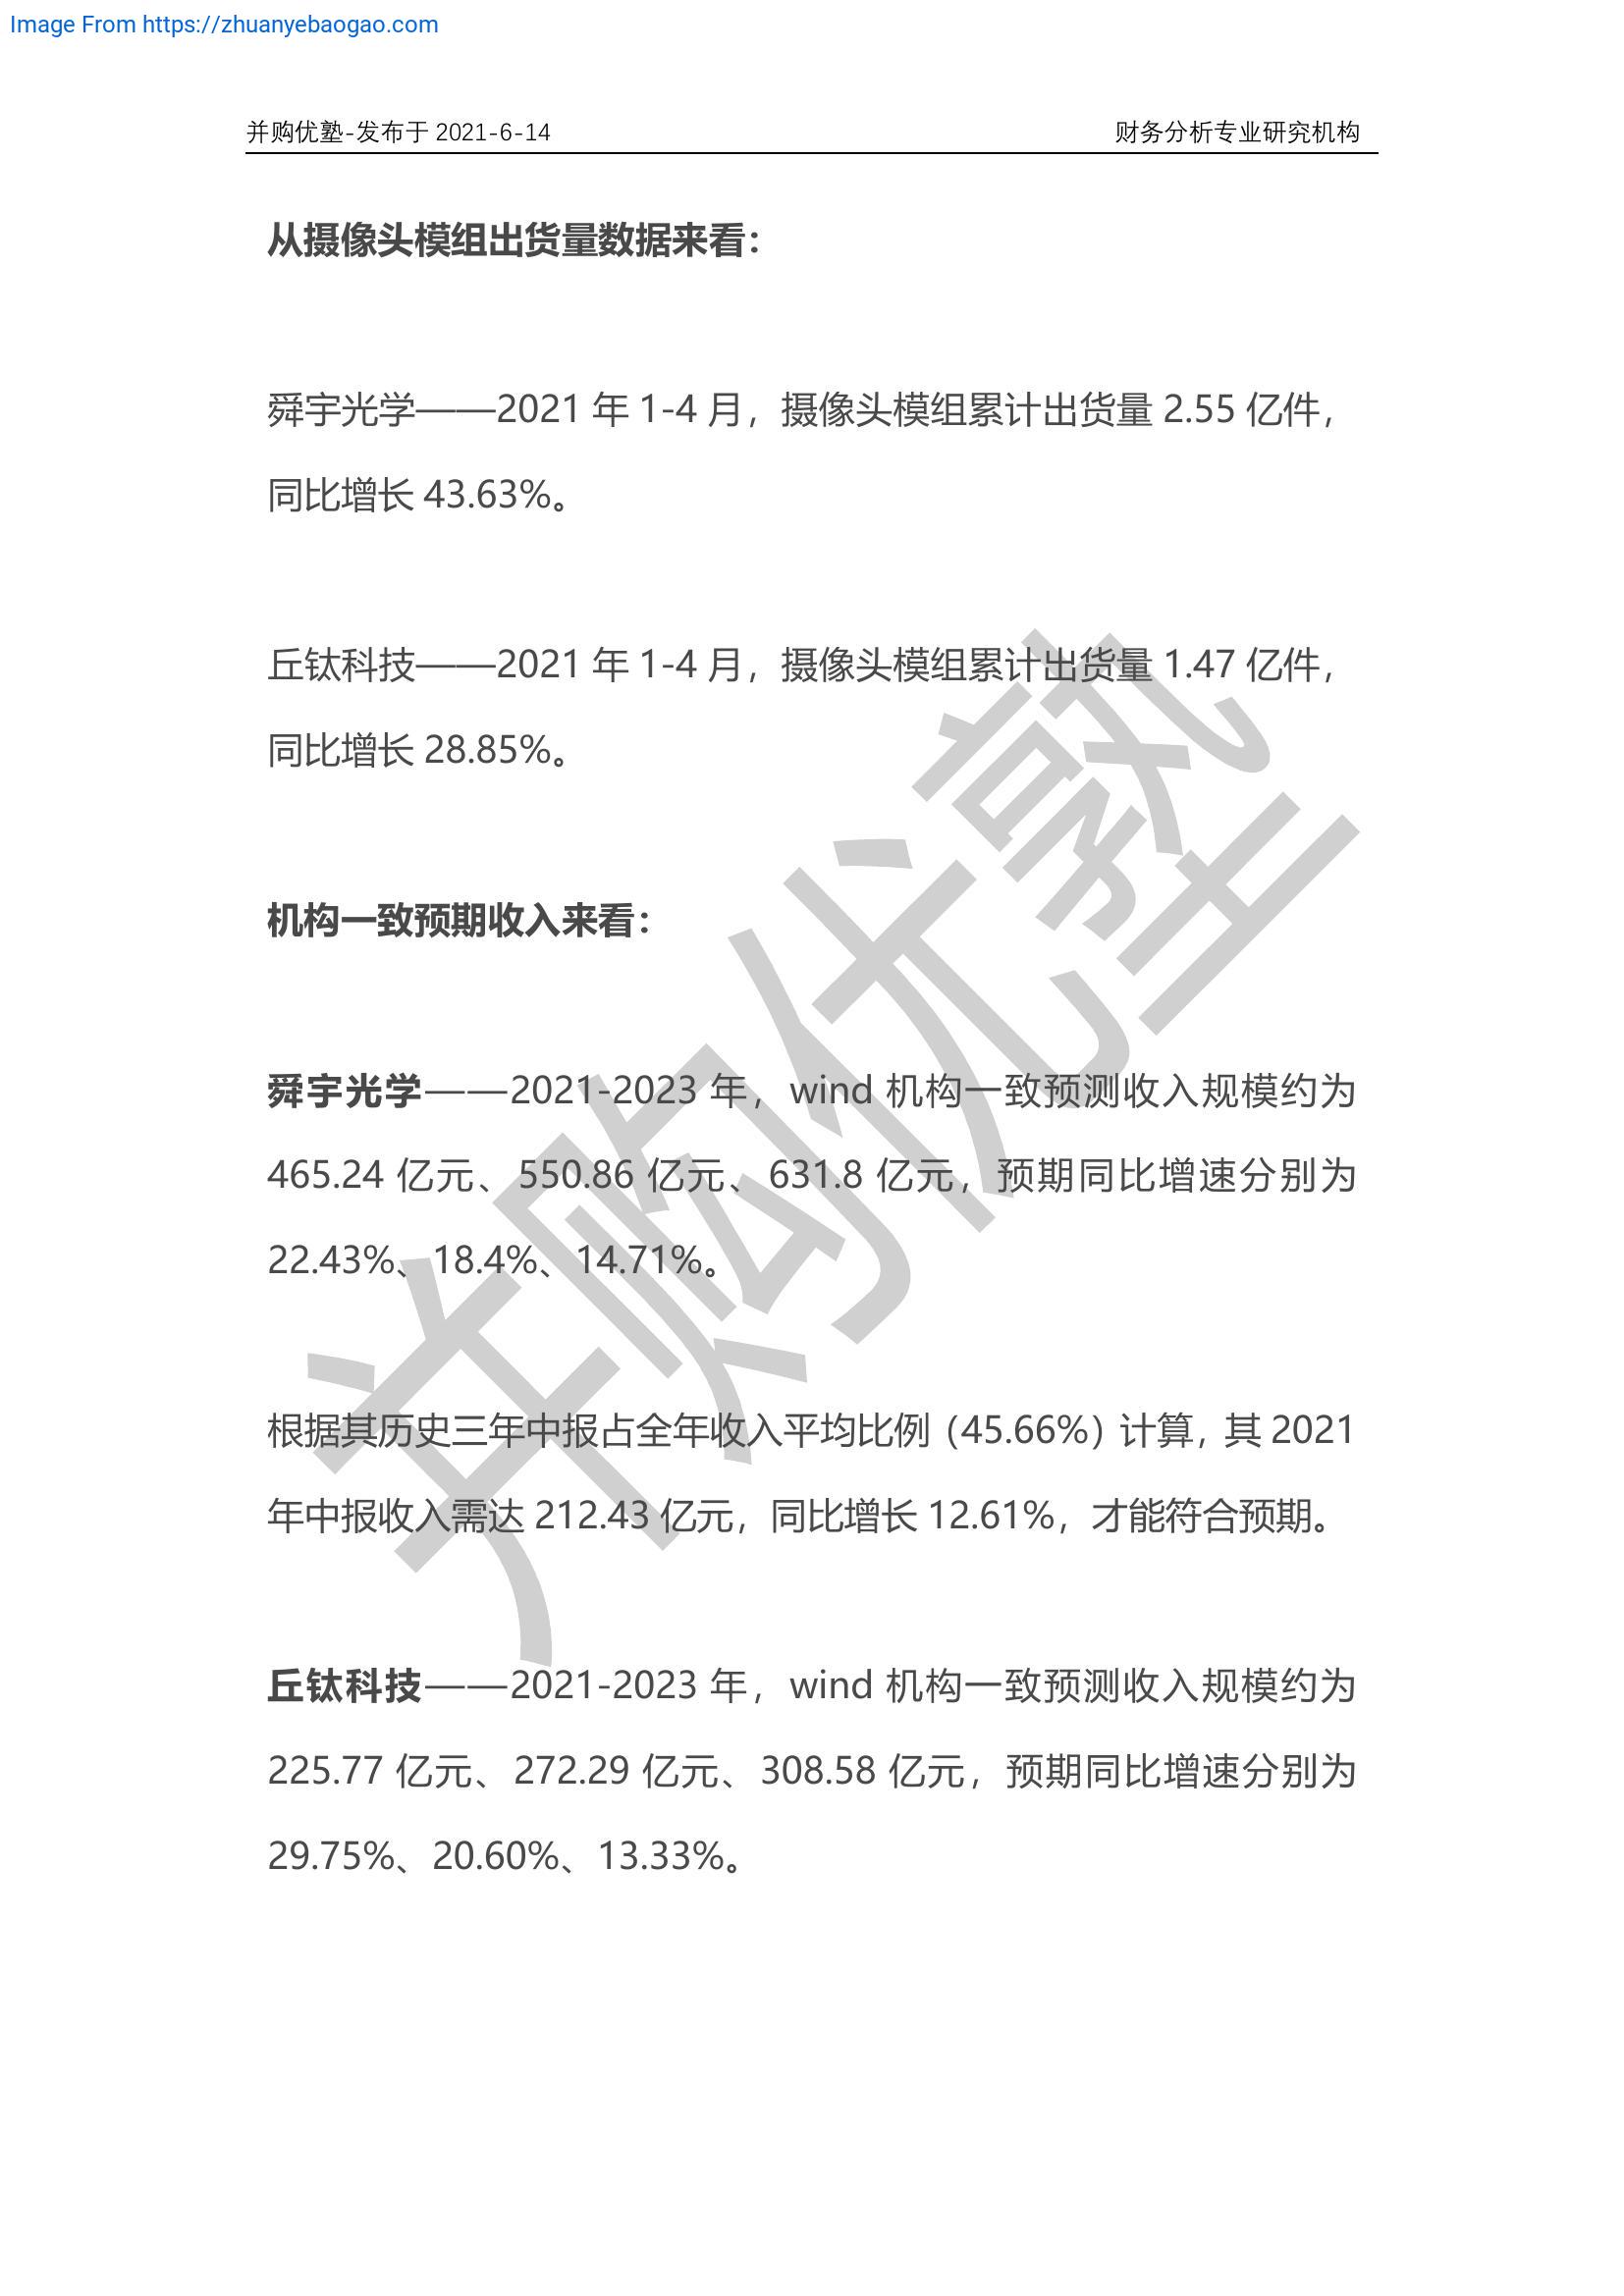 Image From https://zhuanyebaogao.com
并购优塾-发布于 2021-6-14 财务分析专业研究机构
从摄像头模组出货量数据来看：
舜宇光学——2021 年 1-4 月，摄像头模组累计出货量 2.55 亿件，
同比增长 43.63%。
丘钛科技——2021 年 1-4 月，摄像头模组累计出货量 1.47 亿件，
同比增长 28.85%。
机构一致预期收入来看：
舜宇光学——2021-2023 年，wind 机构一致预测收入规模约为
465.24 亿元、550.86 亿元、631.8 亿元，预期同比增速分别为
22.43%、18.4%、14.71%。
根据其历史三年中报占全年收入平均比例（45.66%）计算，其 2021
年中报收入需达 212.43 亿元，同比增长 12.61%，才能符合预期。
丘钛科技——2021-2023 年，wind 机构一致预测收入规模约为
225.77 亿元、272.29 亿元、308.58 亿元，预期同比增速分别为
29.75%、20.60%、13.33%。
并购优塾